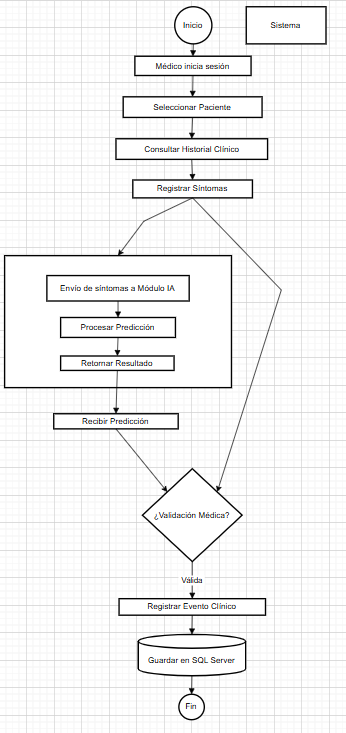 Inicio
Sistema
Médico inicia sesión
Seleccionar Paciente
Consultar Historial Clínico
Registrar Síntomas
Envío de síntomas a Módulo IA
Procesar Predicción
Retornar Resultado
Recibir Predicción
¿Validación Médica?
Válida
Registrar Evento Clínico
Guardar en SQL Server
Fin